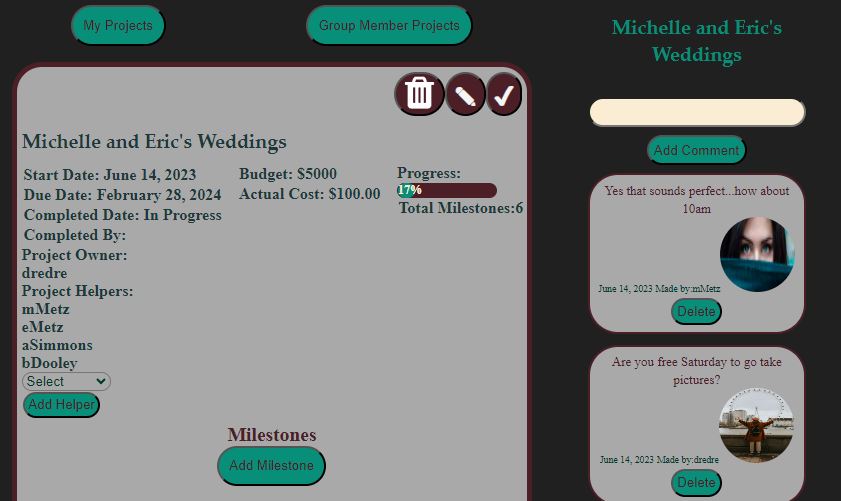 My Projects
Group Member Projects
Michelle and Eric's Weddings
Start Date: June 14, 2023
Due Date: February 28, 2024
Completed Date: In Progress
Completed By:
Budget: $5000
Actual Cost: $100.00
Progress:
17%
Total Milestones:6
Project Owner:
dredre
Project Helpers:
mMetz
eMetz
aSimmons
bDooley
Select
Add Helper
Milestones
Add Milestone
Michelle and Eric's
Weddings
Add Comment
Yes that sounds perfect...how about
10am
June 14, 2023 Made by:mMetz
Delete
Are you free Saturday to go take
pictures?
June 14, 2023 Made by:dredre
Delete